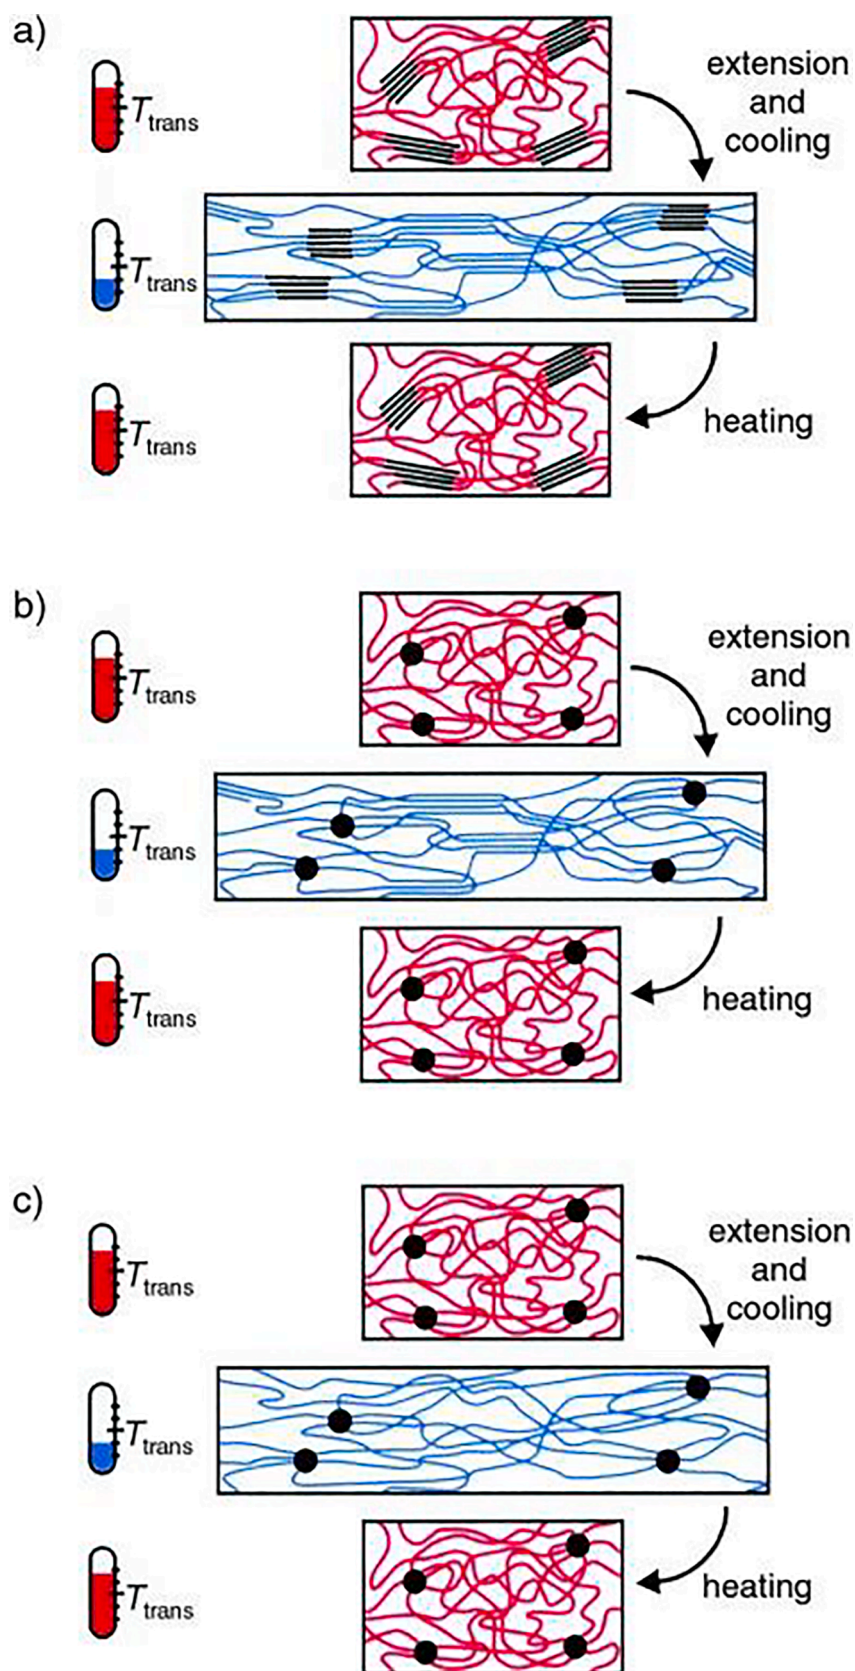 a)
T trans
extension
and
cooling
T trans
T trans
heating
b)
T trans
extension
and
cooling
T trans
T trans
heating
c)
T trans
extension
and
cooling
T trans
T trans
heating